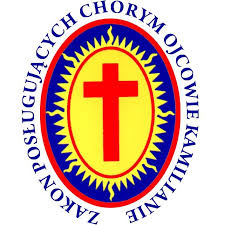 ZAKON POSŁUGUJĄCYCH CHORYM OJCOWIE KAMILIANIE